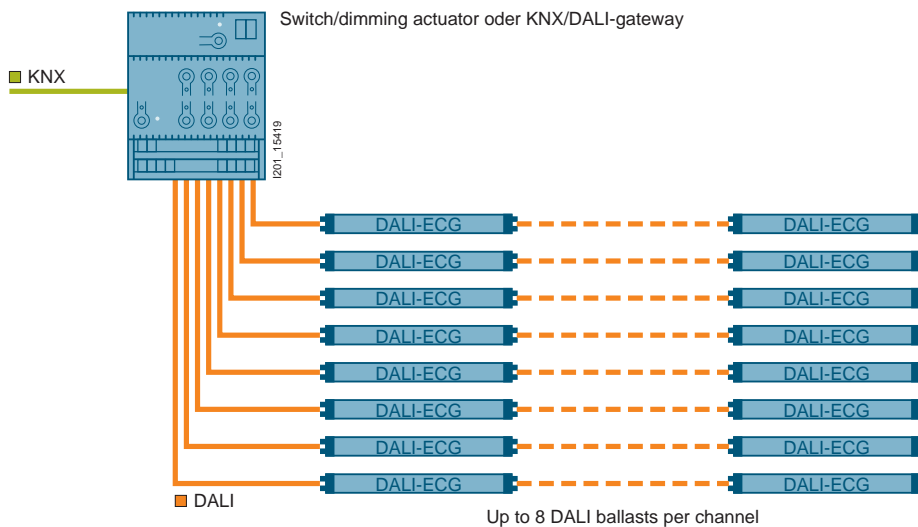 Switch/dimming actuator oder KNX/DALI-gateway
KNX
I201_15419
DALI-ECG DALI-ECG
DALI-ECG DALI-ECG
DALI-ECG DALI-ECG
DALI-ECG DALI-ECG
DALI-ECG DALI-ECG
DALI-ECG DALI-ECG
DALI-ECG DALI-ECG
DALI-ECG DALI-ECG
DALI
Up to 8 DALI ballasts per channel